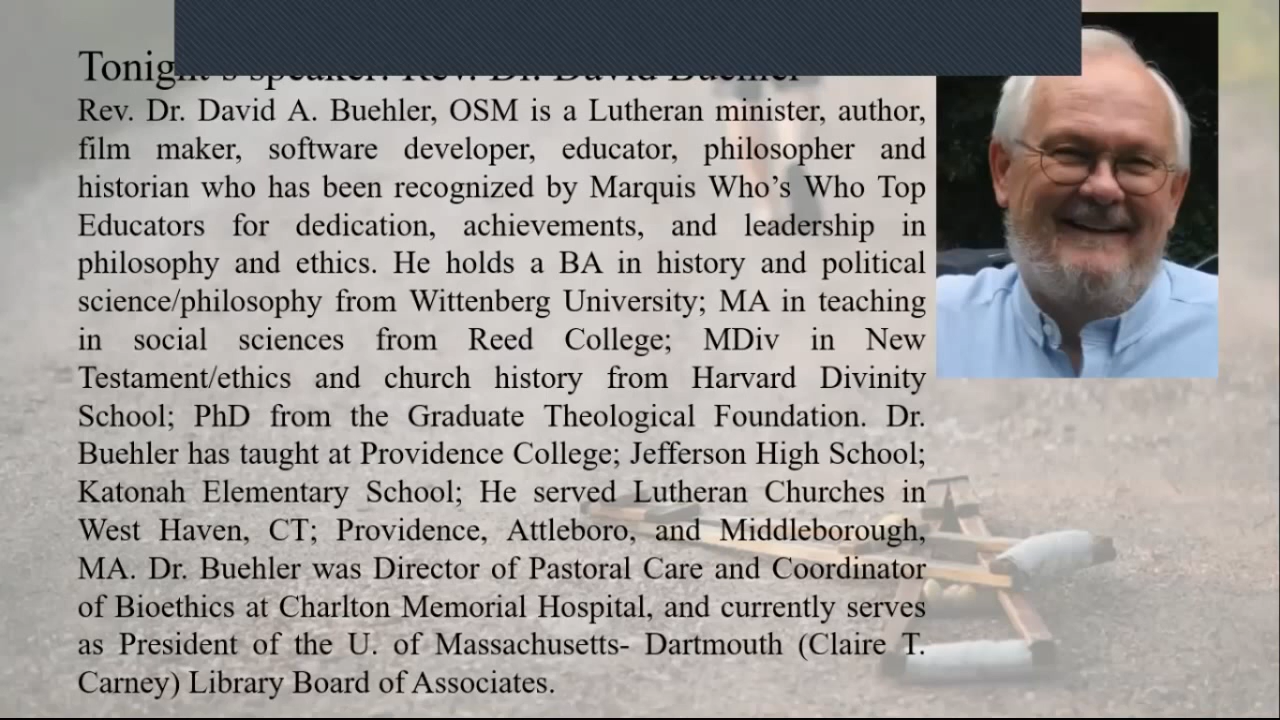 Tonight's speaker: Rev. Dr. David Buehler
Rev. Dr. David A. Buehler, OSM is a Lutheran minister, author,
film maker, software developer, educator, philosopher and
historian who has been recognized by Marquis Who’s Who Top
Educators for dedication, achievements, and leadership in
philosophy and ethics. He holds a BA in history and political
science/philosophy from Wittenberg University; MA in teaching
in social sciences from Reed College; MDiv in New
Testament/ethics and church history from Harvard Divinity
School; PhD from the Graduate Theological Foundation. Dr.
Buehler has taught at Providence College; Jefferson High School;
Katonah Elementary School; He served Lutheran Churches in
West Haven, CT; Providence, Attleboro, and Middleborough,
MA. Dr. Buehler was Director of Pastoral Care and Coordinator
of Bioethics at Charlton Memorial Hospital, and currently serves
as President of the U. of Massachusetts- Dartmouth (Claire T.
Carney) Library Board of Associates.